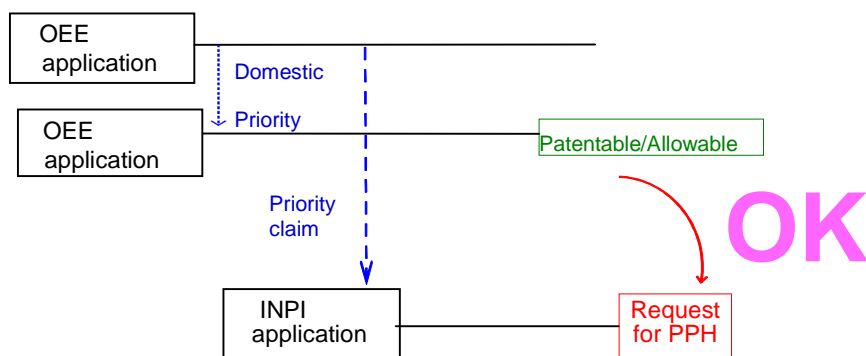 OEE
application
Domestic
Priority
OEE
application
Patentable/Allowable
Priority
claim
OK
INPI
application
Request
for PPH